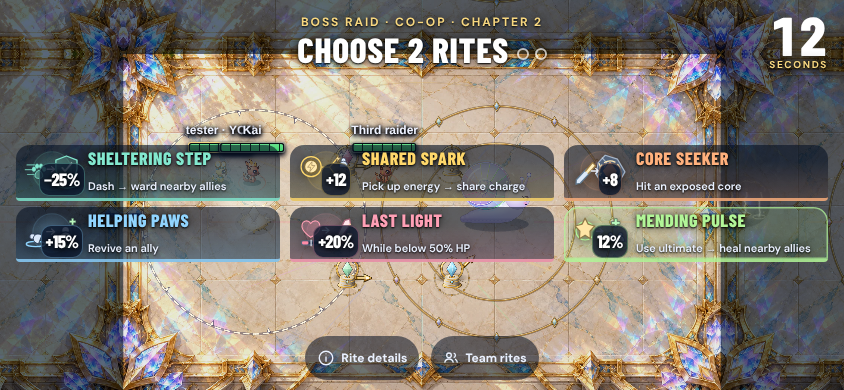 BOSS RAID · CO-OP · CHAPTER 2
CHOOSE 2 RITES
12
SECONDS
Third raider
SHELTERING STEP
-25%
Dash → ward nearby allies
SHARED SPARK
+12
Pick up energy → share charge
CORE SEEKER
+8
Hit an exposed core
HELPING PAWS
+15%
Revive an ally
LAST LIGHT
+20%
While below 50% HP
MENDING PULSE
12%
Use ultimate → heal nearby allies
Rite details
Team rites